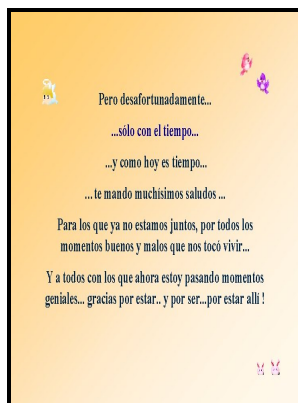 Pero desafortunadamente...
...sólo con el tiempo...
...y como hoy es tiempo...
... te mando muchísimos saludos ...
Para los que ya no estamos juntos, por todos los
momentos buenos y malos que nos tocó vivir...
Y a todos con los que ahora estoy pasando momentos
geniales... gracias por estar.. y por ser...por estar allí !